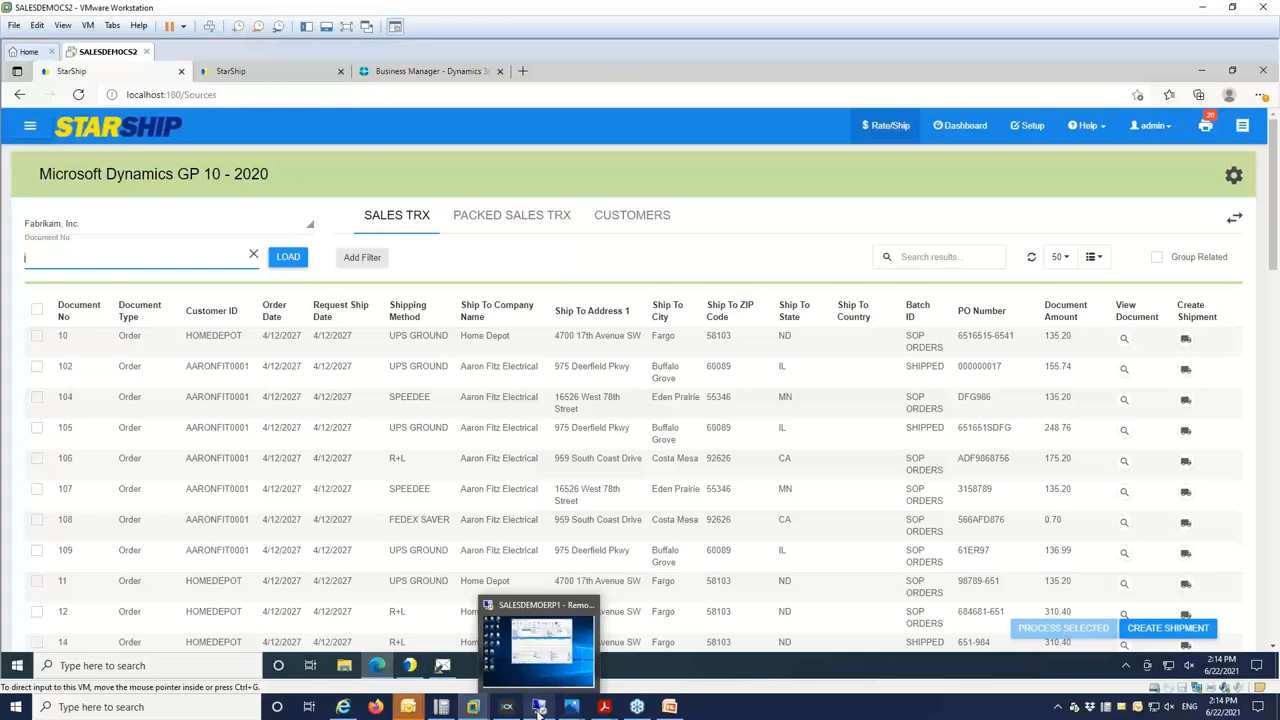 SALESDEMOCS2 - VMware Workstation
File Edit View VM Tabs Help
Home SALESDEMOCS2
StarShip StarShip Business Manager - Dynamics 3
localhost:180/Sources
STARSHIP Rate/Ship Dashboard Setup Help admin 20
Microsoft Dynamics GP 10 - 2020
Fabrikam, Inc. SALES TRX PACKED SALES TRX CUSTOMERS
Document No
LOAD Add Filter Search results... 50 Group Related
Document No Document Type Customer ID Order Date Request Ship Date Shipping Method Ship To Company Name Ship To Address 1 Ship To City Ship To ZIP Code Ship To State Ship To Country Batch ID PO Number Document Amount View Document Create Shipment
10 Order HOMEDEPOT 4/12/2027 4/12/2027 UPS GROUND Home Depot 4700 17th Avenue SW Fargo 58103 ND SOP ORDERS 6516515-6541 135.20
102 Order AARONFIT0001 4/12/2027 4/12/2027 UPS GROUND Aaron Fitz Electrical 975 Deerfield Pkwy Buffalo Grove 60089 IL SHIPPED 000000017 155.74
104 Order AARONFIT0001 4/12/2027 4/12/2027 SPEEDEE Aaron Fitz Electrical 16526 West 78th Street Eden Prairie 55346 MN SOP ORDERS DFG986 135.20
105 Order AARONFIT0001 4/12/2027 4/12/2027 UPS GROUND Aaron Fitz Electrical 975 Deerfield Pkwy Buffalo Grove 60089 IL SHIPPED 651651SDFG 248.76
106 Order AARONFIT0001 4/12/2027 4/12/2027 R+L Aaron Fitz Electrical 959 South Coast Drive Costa Mesa 92626 CA SOP ORDERS ADF9868756 175.20
107 Order AARONFIT0001 4/12/2027 4/12/2027 SPEEDEE Aaron Fitz Electrical 16526 West 78th Street Eden Prairie 55346 MN SOP ORDERS 3158789 135.20
108 Order AARONFIT0001 4/12/2027 4/12/2027 FEDEX SAVER Aaron Fitz Electrical 959 South Coast Drive Costa Mesa 92626 CA SOP ORDERS 566AFD876 0.70
109 Order AARONFIT0001 4/12/2027 4/12/2027 UPS GROUND Aaron Fitz Electrical 975 Deerfield Pkwy Buffalo Grove 60089 IL SOP ORDERS 61ER97 136.99
11 Order HOMEDEPOT 4/12/2027 4/12/2027 UPS GROUND Home Depot 4700 17th Avenue SW Fargo 58103 ND SOP ORDERS 98789-651 135.20
SALESDEMOERP1 - Remo...
12 Order HOMEDEPOT 4/12/2027 4/12/2027 R+L 4700 17th Avenue SW Fargo 58103 ND SOP ORDERS 684681-651 310.40
PROCESS SELECTED CREATE SHIPMENT
14 Order HOMEDEPOT 4/12/2027 4/12/2027 R+L 4700 17th Avenue SW Fargo 58103 ND SHIPPED 651-984 310.40
Type here to search 2:14 PM
6/22/2021
To direct input to this VM, move the mouse pointer inside or press Ctrl+G.
Type here to search 2:14 PM
6/22/2021